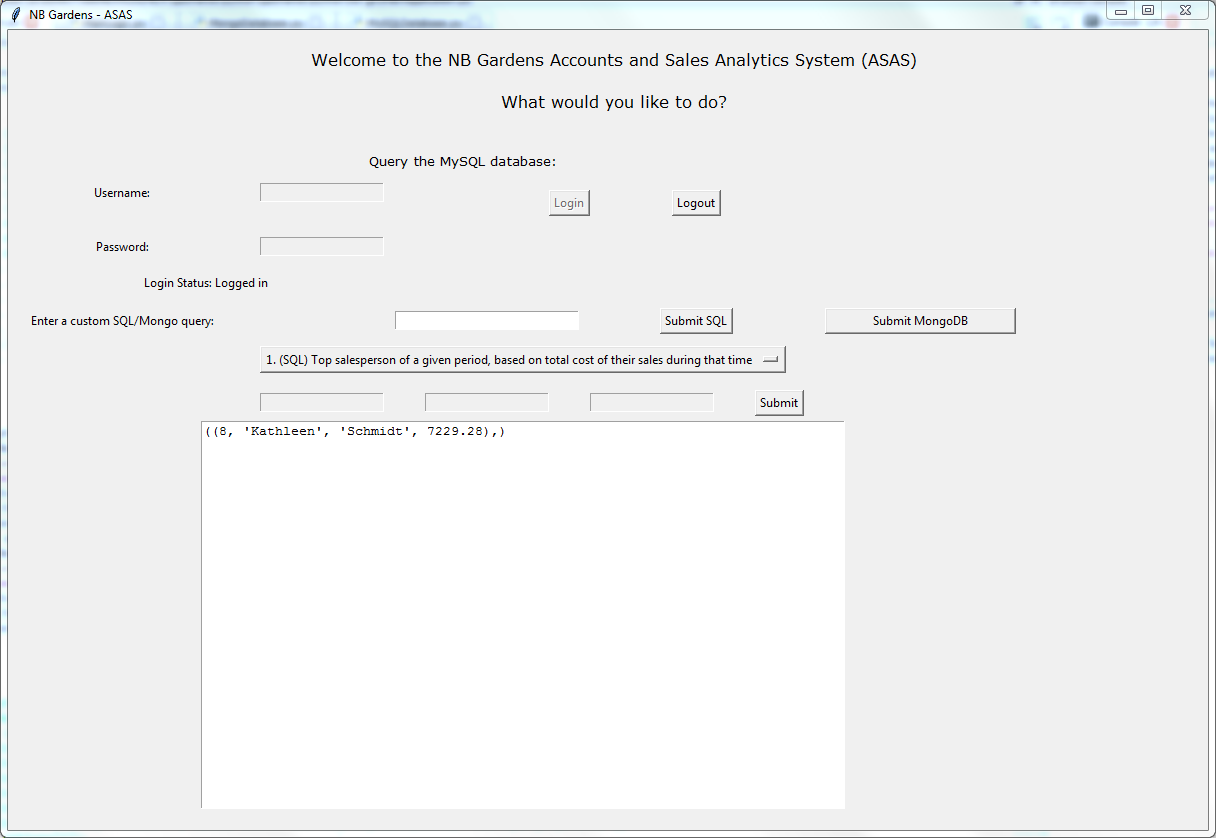 NB Gardens - ASAS
Welcome to the NB Gardens Accounts and Sales Analytics System (ASAS)
What would you like to do?
Query the MySQL database:
Username:
Login
Logout
Password:
Login Status: Logged in
Enter a custom SQL/Mongo query:
Submit SQL
Submit MongoDB
1. (SQL) Top salesperson of a given period, based on total cost of their sales during that time
Submit
((8, 'Kathleen', 'Schmidt', 7229.28),)